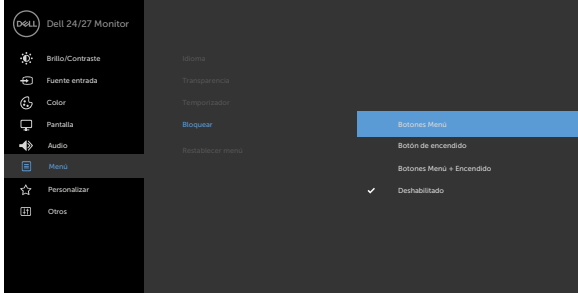 DELL
Dell 24/27 Monitor
Brillo/Contraste
Fuente entrada
Color
Pantalla
Audio
Menú
Personalizar
Otros
Idioma
Transparencia
Temporizador
Bloquear
Restablecer menú
Botones Menú
Botón de encendido
Botones Menú + Encendido
Deshabilitado